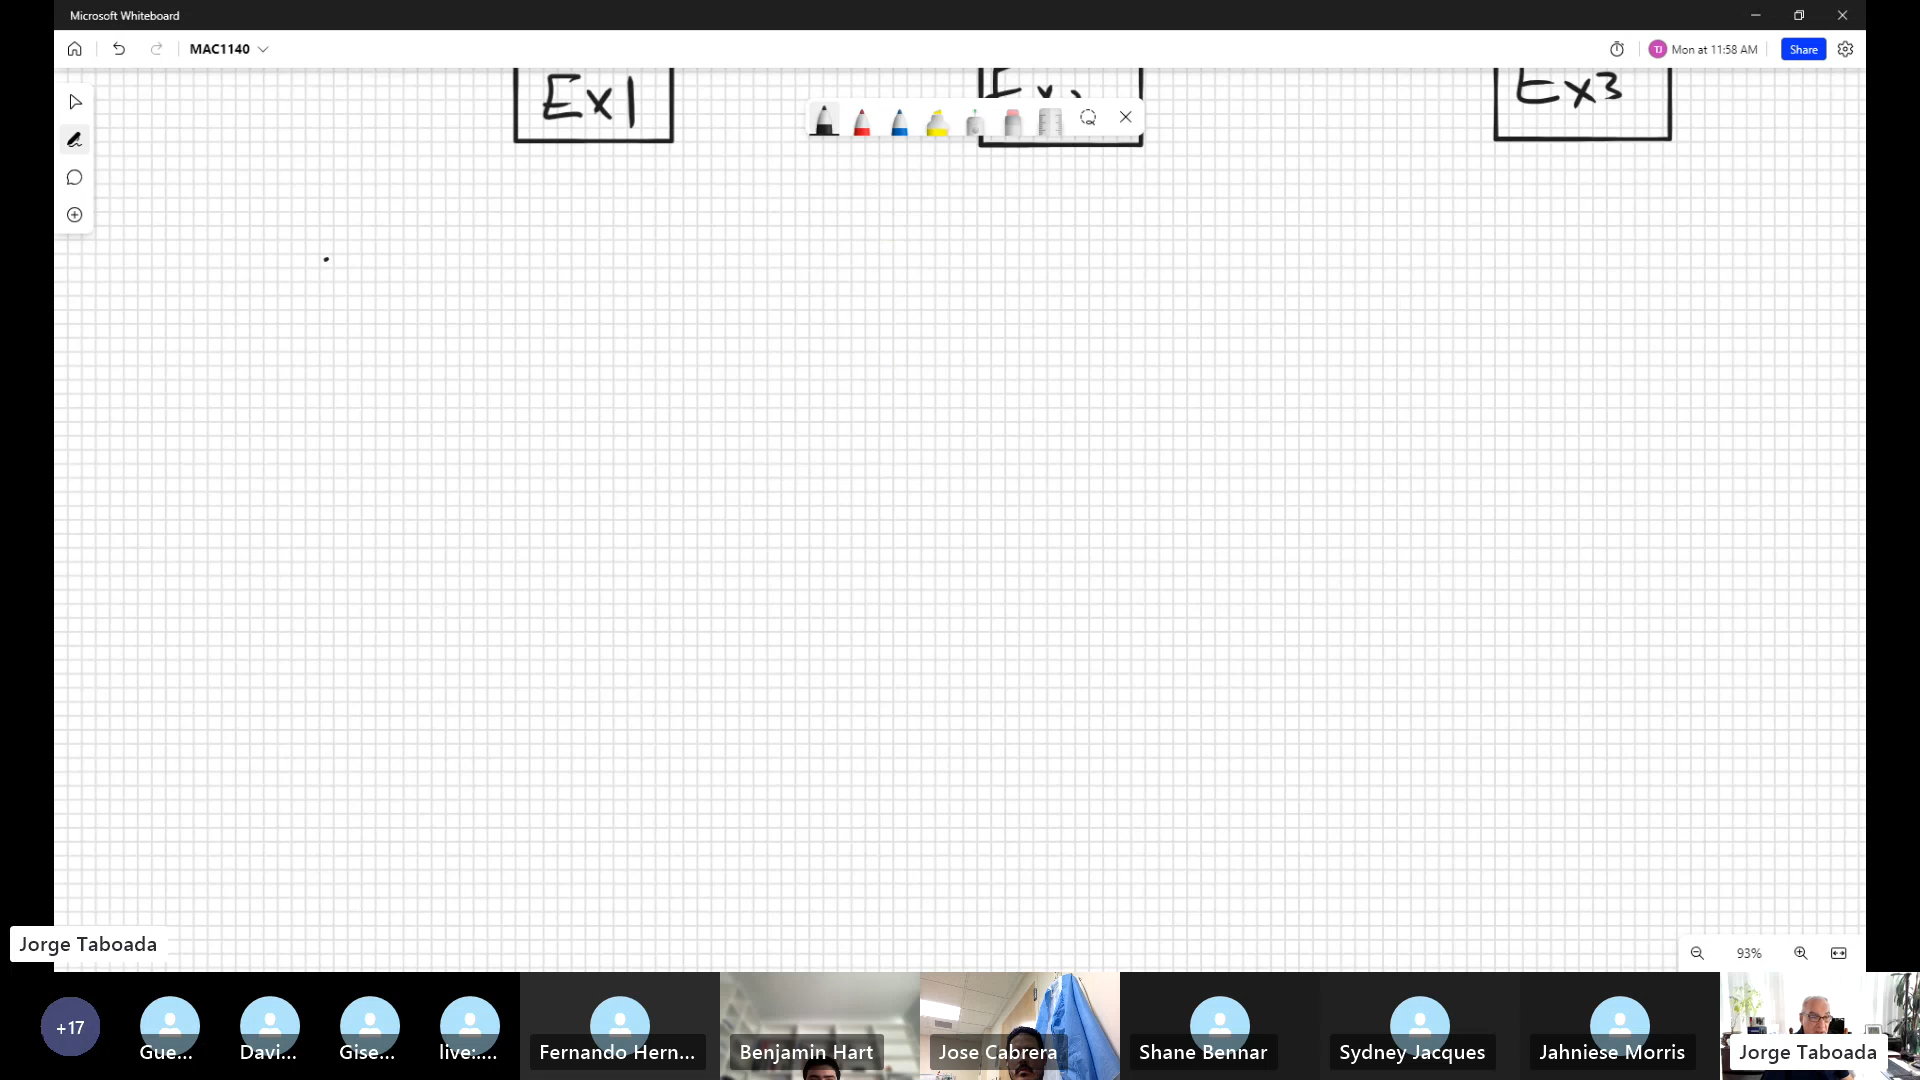 Microsoft Whiteboard
MAC1140
TJ Mon at 11:58 AM Share
Ex1
Ex3
93%
Jorge Taboada
+17
Gue...
Davi...
Gise...
live:....
Fernando Hern...
Benjamin Hart
Jose Cabrera
Shane Bennar
Sydney Jacques
Jahniese Morris
Jorge Taboada